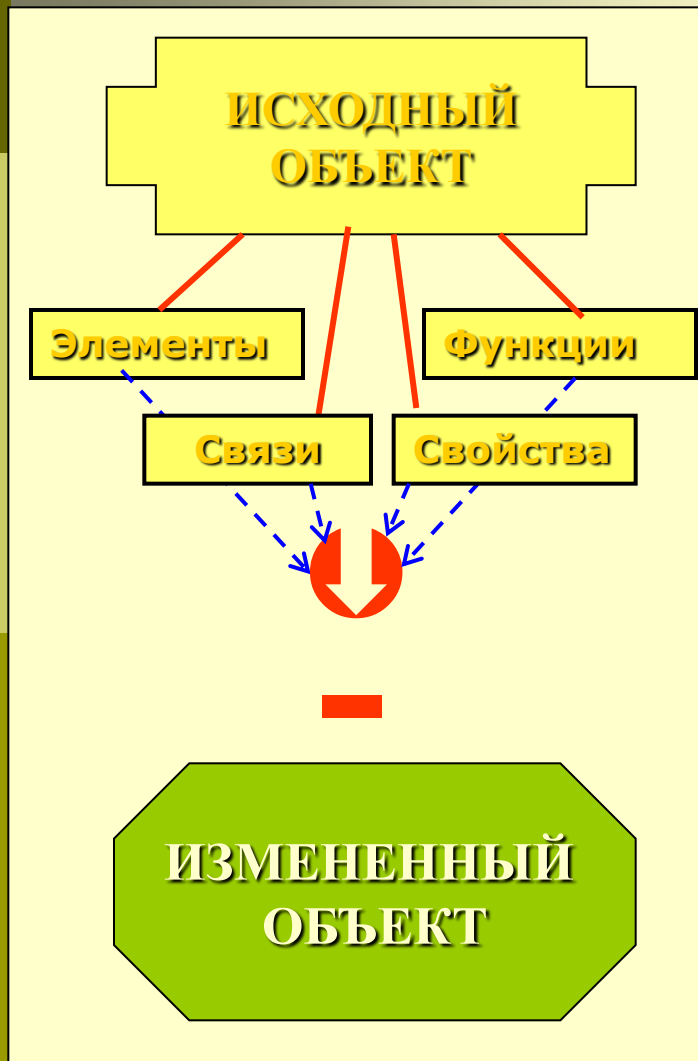 ИСХОДНЫЙ
ОБЪЕКТ
Элементы
Функции
Связи
Свойства
ИЗМЕНЕННЫЙ
ОБЪЕКТ